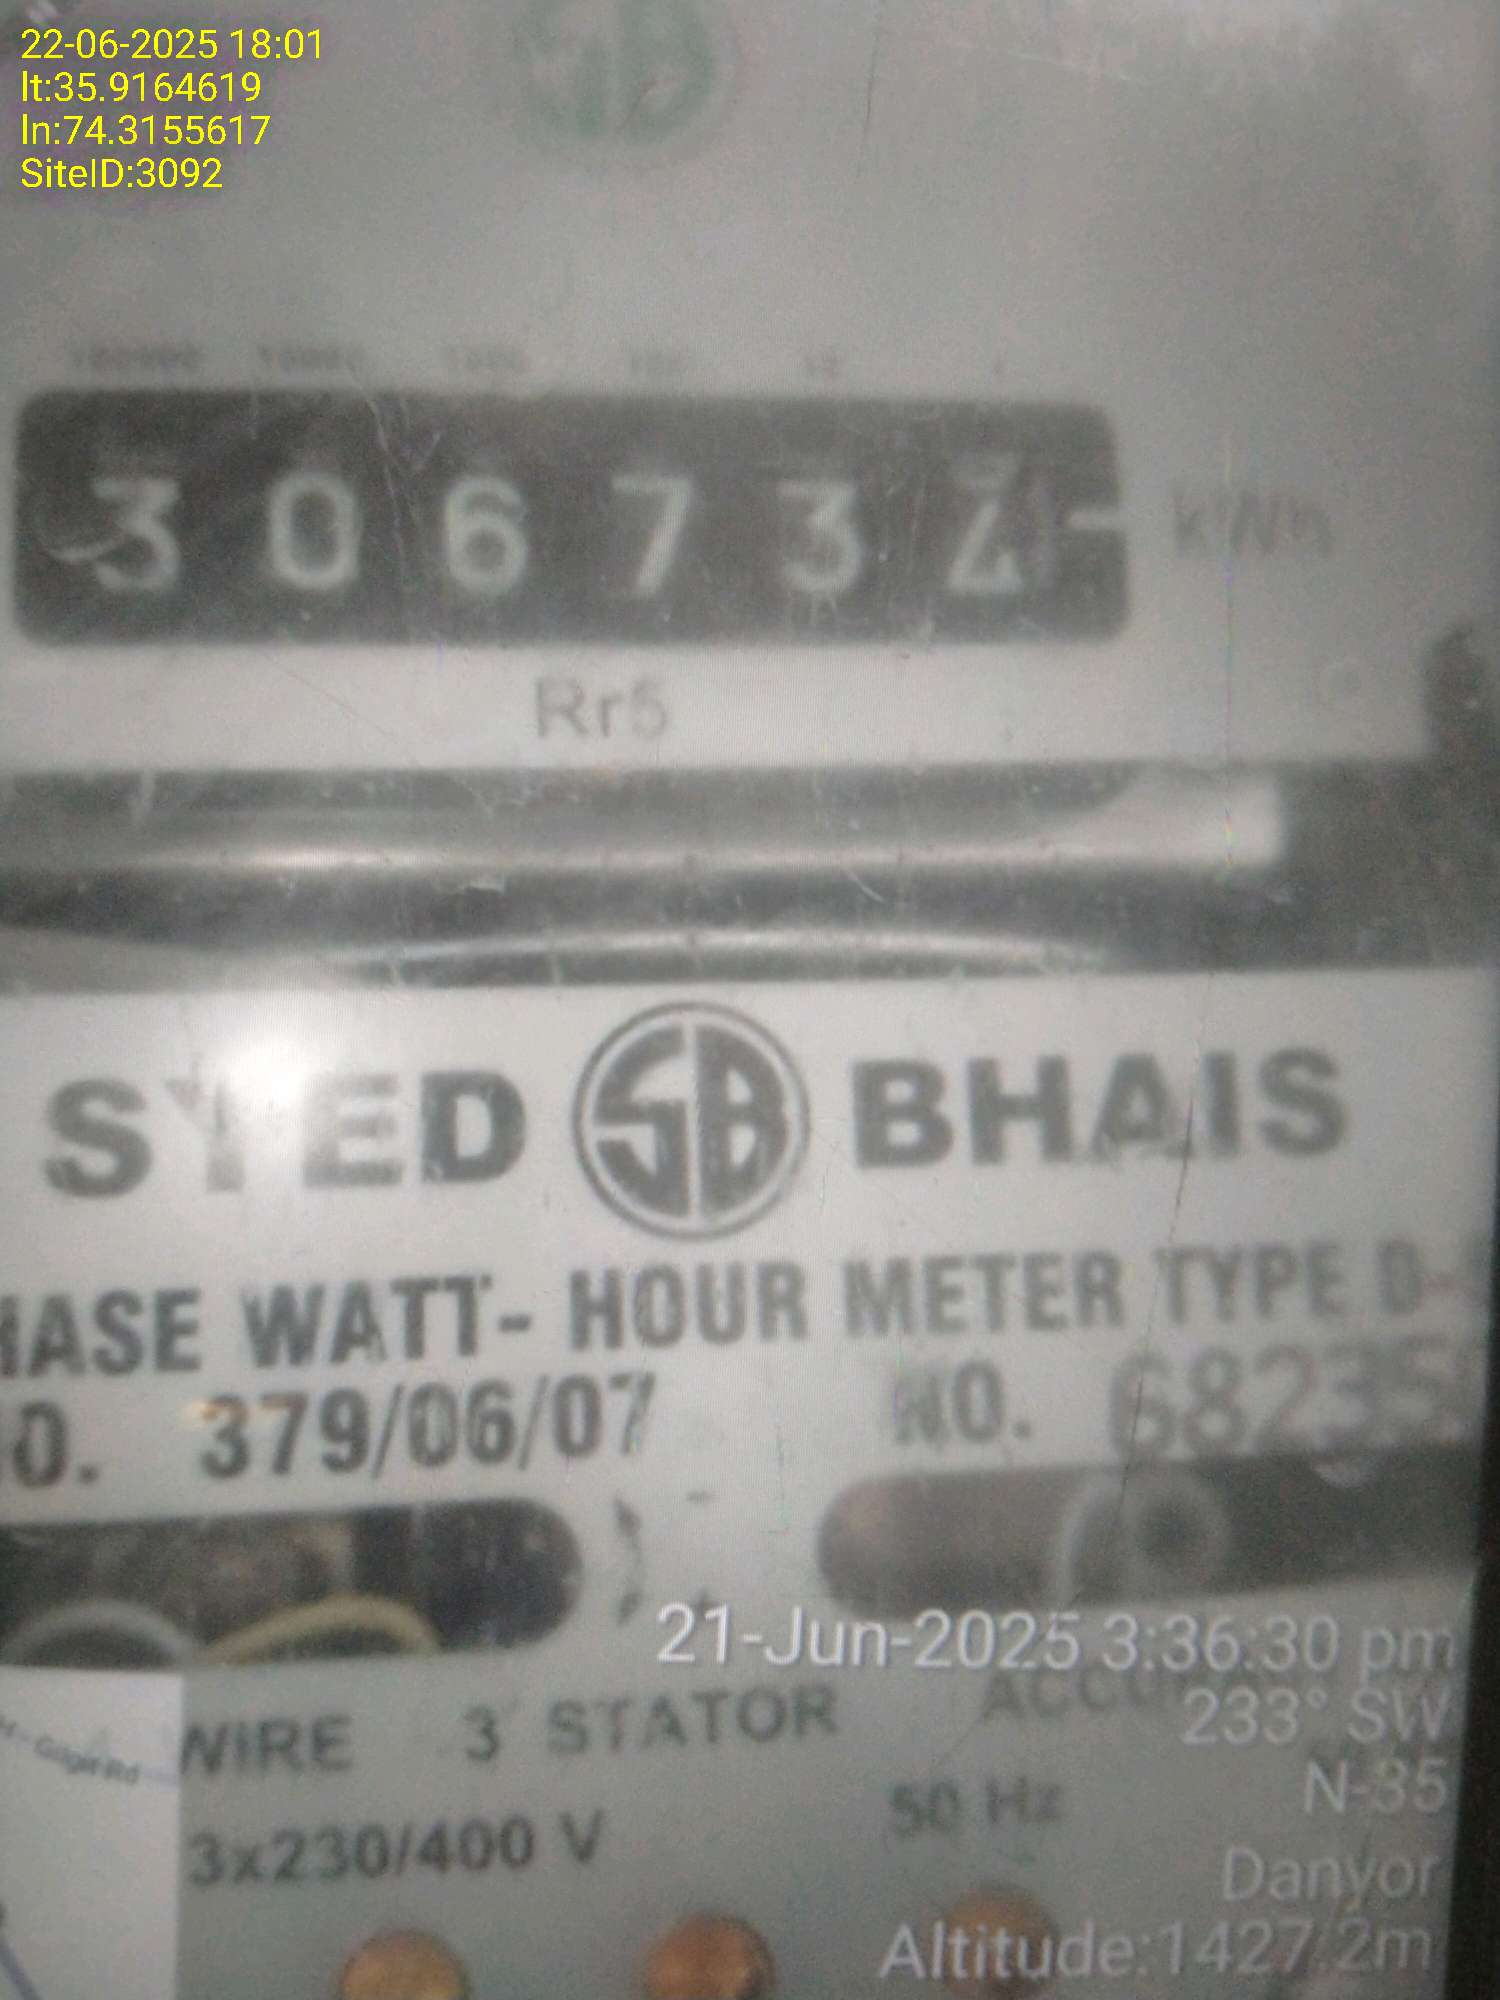 22-06-2025 18:01
lt:35.9164619
ln:74.3155617
SiteID:3092
3 0 6 7 3
kWh
Rr5
SYED SB BHAIS
HASE WATT-HOUR METER TYPE D-
O. 379/06/07 NO. 68235
21-Jun-2025 3:36:30 pm
WIRE 3 STATOR
233° SW
N-35
3x230/400 V 50 Hz
Danyor
Altitude:1427.2m